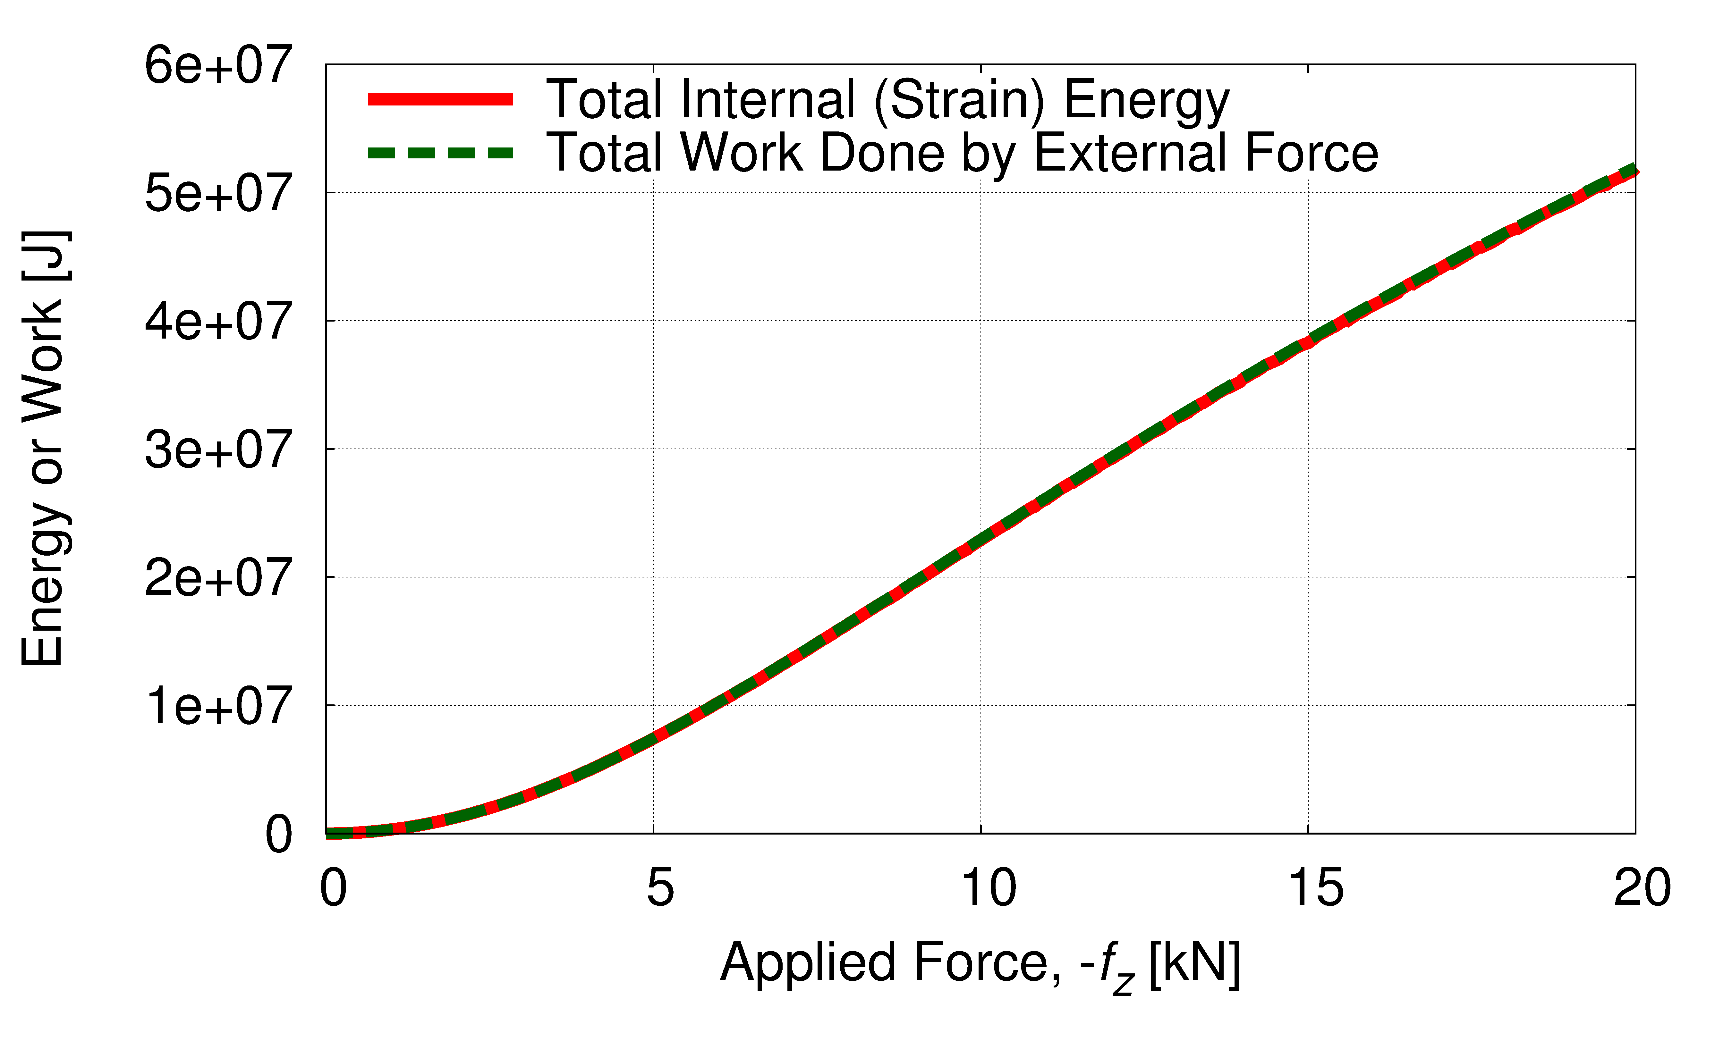 6e+07
5e+07
4e+07
3e+07
2e+07
1e+07
0
Energy or Work [J]
Total Internal (Strain) Energy
Total Work Done by External Force
0 5 10 15 20
Applied Force, -fz [kN]